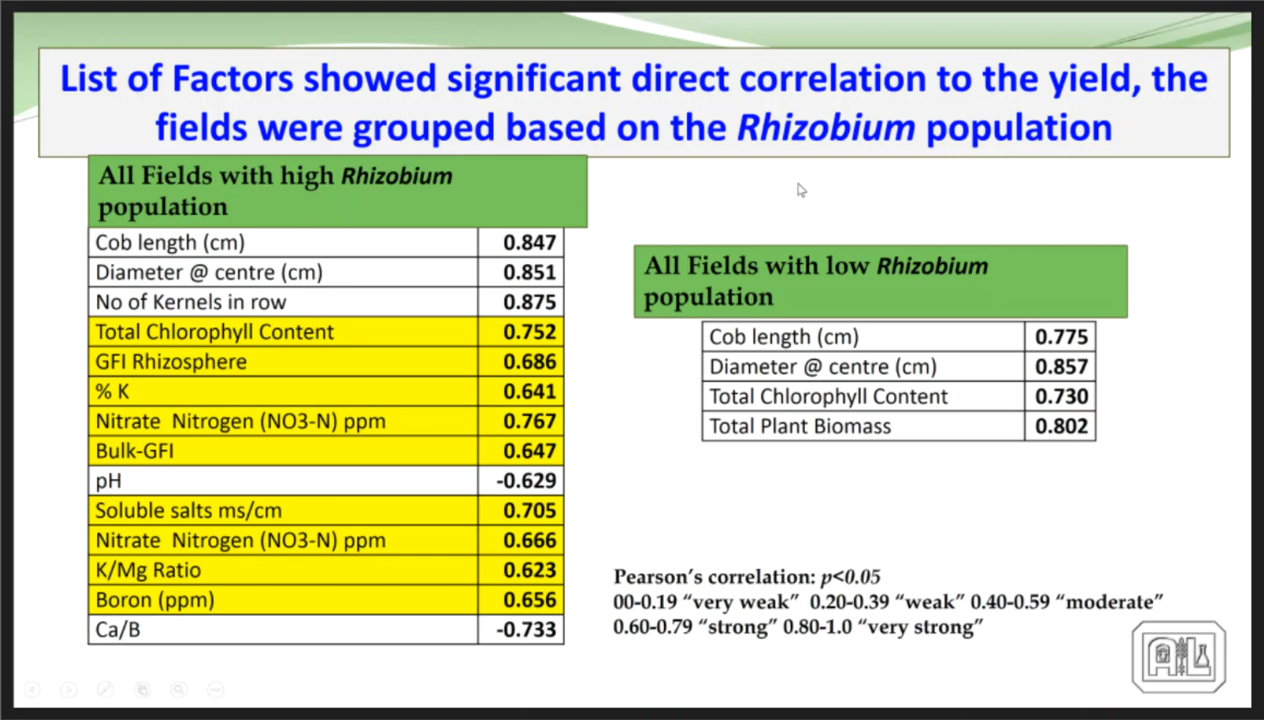 List of Factors showed significant direct correlation to the yield, the
fields were grouped based on the Rhizobium population
All Fields with high Rhizobium
population
Cob length (cm) 0.847
Diameter @ centre (cm) 0.851
No of Kernels in row 0.875
Total Chlorophyll Content 0.752
GFI Rhizosphere 0.686
% K 0.641
Nitrate  Nitrogen (NO3-N) ppm 0.767
Bulk-GFI 0.647
pH -0.629
Soluble salts ms/cm 0.705
Nitrate  Nitrogen (NO3-N) ppm 0.666
K/Mg Ratio 0.623
Boron (ppm) 0.656
Ca/B -0.733
All Fields with low Rhizobium
population
Cob length (cm) 0.775
Diameter @ centre (cm) 0.857
Total Chlorophyll Content 0.730
Total Plant Biomass 0.802
Pearson's correlation: p<0.05
00-0.19 “very weak”  0.20-0.39 “weak” 0.40-0.59 “moderate”
0.60-0.79 “strong” 0.80-1.0 “very strong”